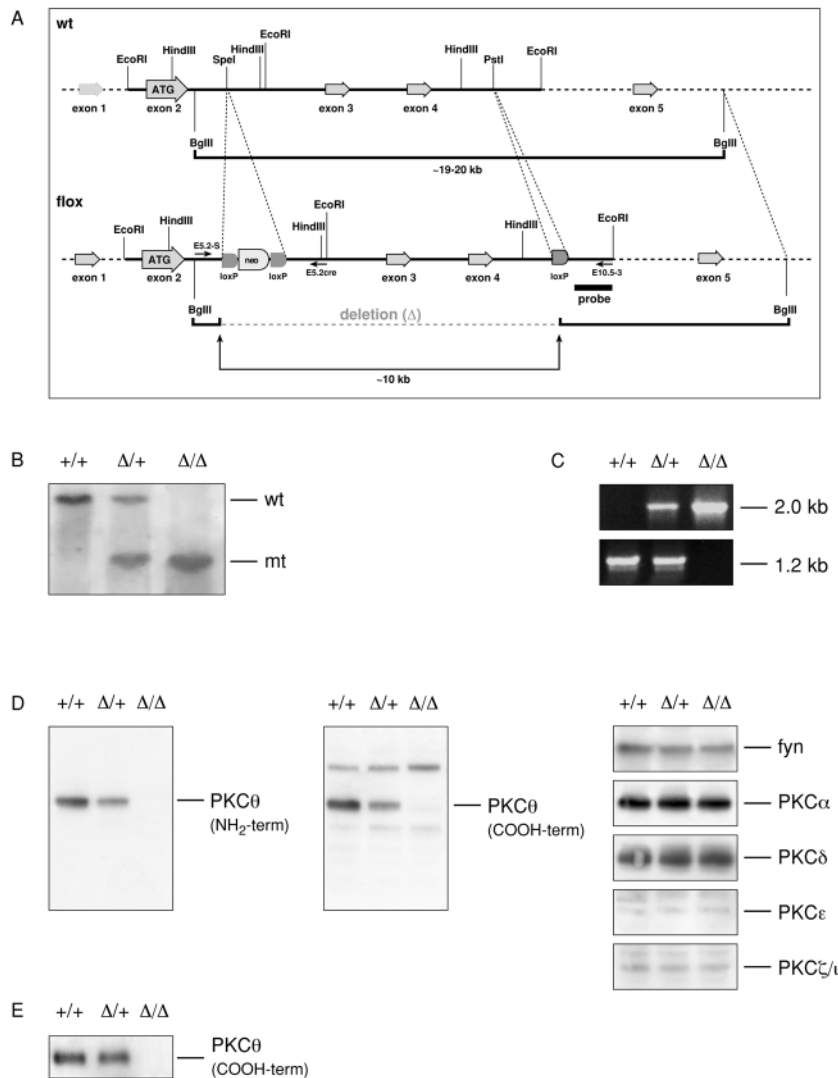 A
wt
EcoRI
HindIII
SpeI
HindIII
EcoRI
HindIII
PstI
EcoRI
ATG
exon 1
exon 2
exon 3
exon 4
exon 5
BglII
BglII
~19-20 kb
flox
EcoRI
HindIII
E5.2-S
HindIII
EcoRI
HindIII
EcoRI
ATG
neo
exon 1
exon 2
loxP
loxP
E5.2cre
exon 3
exon 4
loxP
E10.5-3
exon 5
probe
BglII
deletion (Δ)
BglII
~10 kb
B
+/+ Δ/+ Δ/Δ
wt
mt
C
+/+ Δ/+ Δ/Δ
2.0 kb
1.2 kb
D
+/+ Δ/+ Δ/Δ
PKCθ
(NH2-term)
+/+ Δ/+ Δ/Δ
PKCθ
(COOH-term)
+/+ Δ/+ Δ/Δ
fyn
PKCα
PKCδ
PKCε
PKCζ/ι
E
+/+ Δ/+ Δ/Δ
PKCθ
(COOH-term)